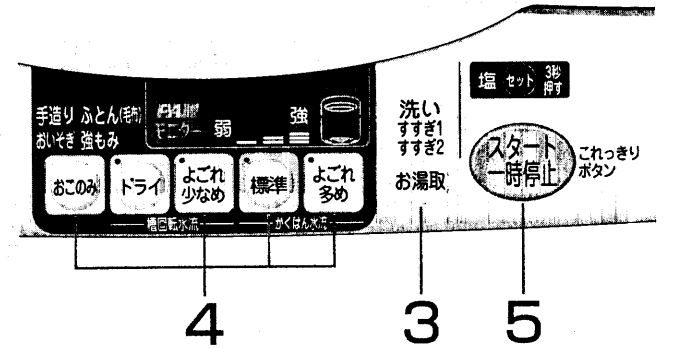 手造り ふとん(毛布)
おいそぎ 強もみ
モニター 弱 強
おこのみ
ドライ
よごれ
少なめ
標準
よごれ
多め
槽回転水流
かくはん水流
洗い
すすぎ1
すすぎ2
お湯取
塩 セット 3秒
押す
スタート
一時停止
これっきり
ボタン
4
3
5